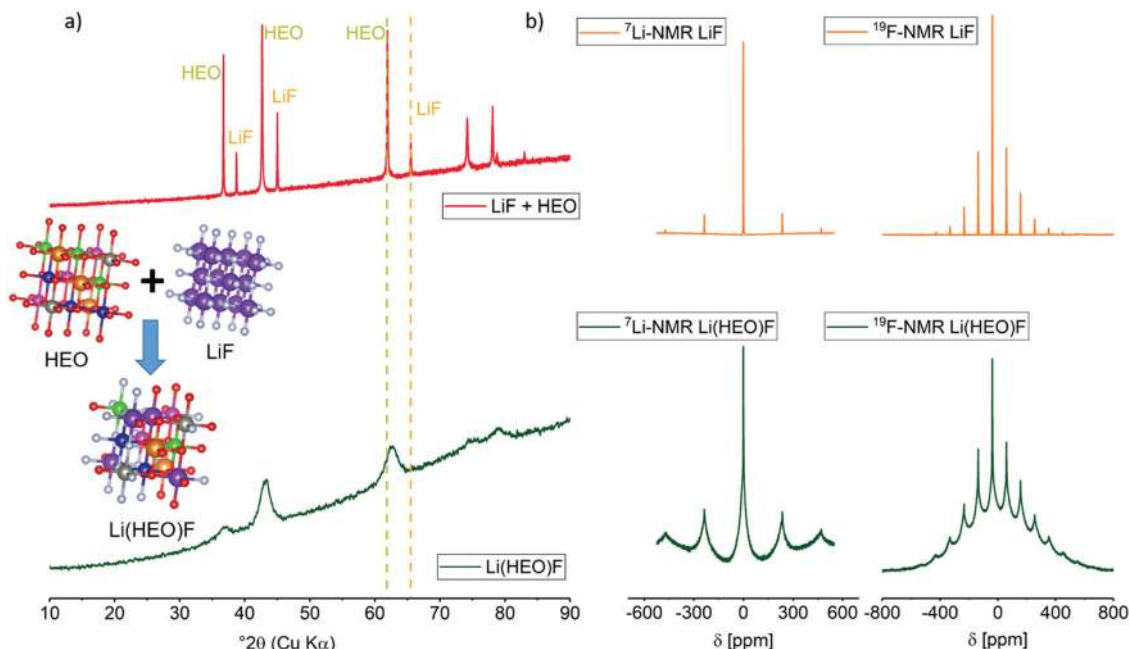 a)
HEO
HEO
HEO
LiF
LiF
LiF
LiF + HEO
HEO
+
LiF
Li(HEO)F
Li(HEO)F
10 20 30 40 50 60 70 80 90
°2θ (Cu Kα)
b)
⁷Li-NMR LiF
¹⁹F-NMR LiF
⁷Li-NMR Li(HEO)F
¹⁹F-NMR Li(HEO)F
-600 -300 0 300 600
δ [ppm]
-800 -400 0 400 800
δ [ppm]